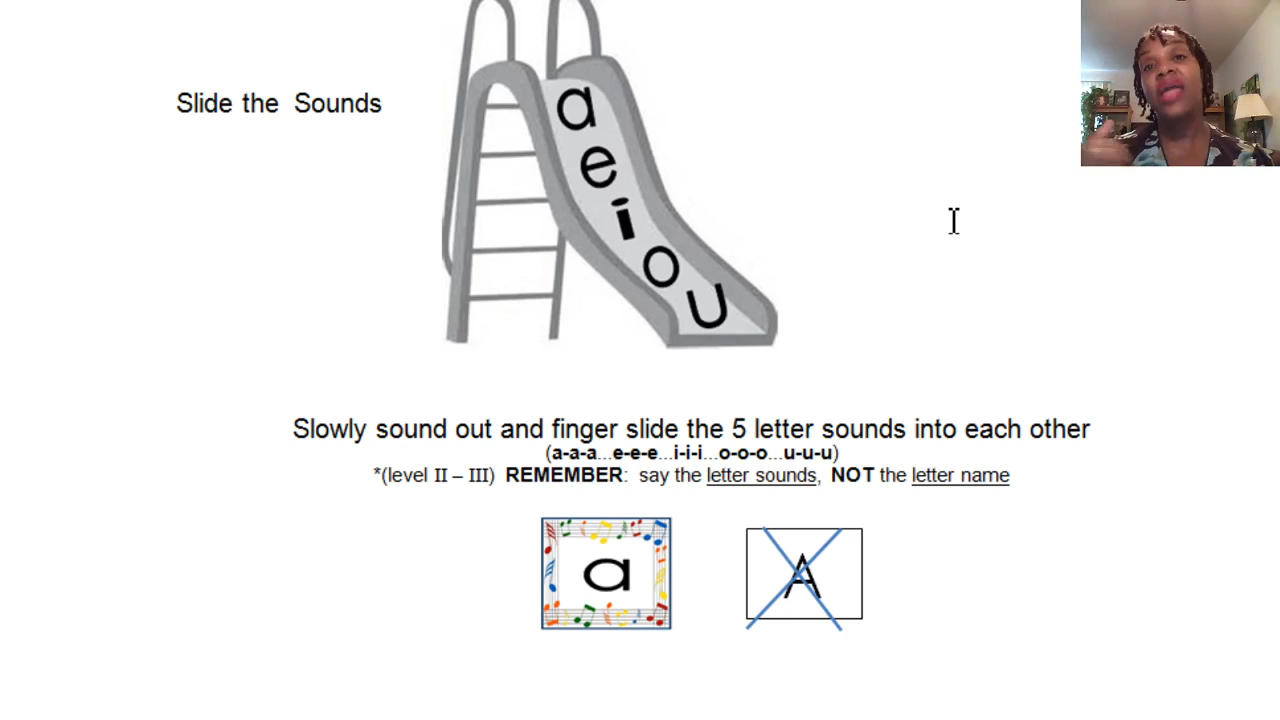 Slide the Sounds
a
e
i
o
u
Slowly sound out and finger slide the 5 letter sounds into each other
(a-a-a...e-e-e...i-i-i...o-o-o...u-u-u)
*(level II – III) REMEMBER: say the letter sounds, NOT the letter name
a
A